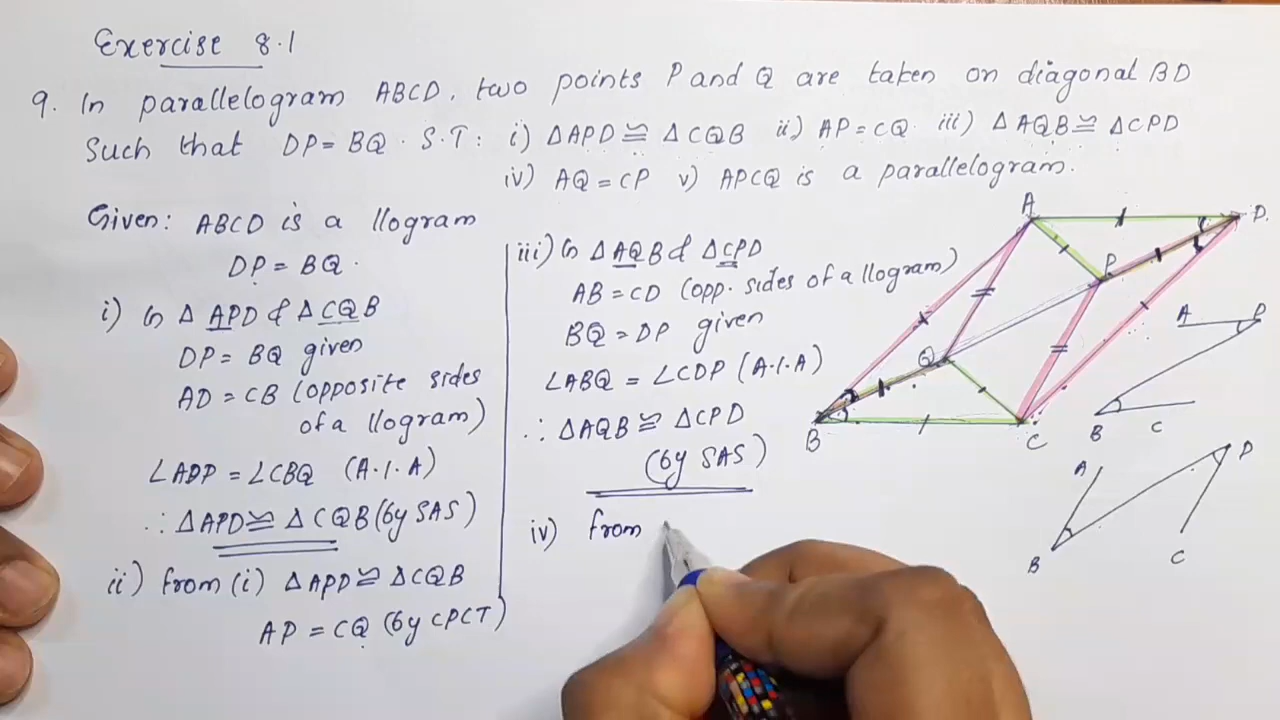 Exercise 8.1
9. In parallelogram ABCD, two points P and Q are taken on diagonal BD
Such that DP = BQ. S.T: i) ΔAPD ≅ ΔCQB ii) AP = CQ iii) ΔAQB ≅ ΔCPD
iv) AQ = CP v) APCQ is a parallelogram.
Given: ABCD is a llogram
DP = BQ.
i) In ΔAPD & ΔCQB
DP = BQ given
AD = CB (opposite sides
of a llogram)
∠ADP = ∠CBQ (A.I.A)
∴ ΔAPD ≅ ΔCQB (by SAS)
ii) from (i) ΔAPD ≅ ΔCQB
AP = CQ (by CPCT)
iii) In ΔAQB & ΔCPD
AB = CD (opp. sides of a llogram)
BQ = DP given
∠ABQ = ∠CDP (A.I.A)
∴ ΔAQB ≅ ΔCPD
(by SAS)
iv) from
A
D
P
Q
B
C
A
D
B
C
A
D
B
C